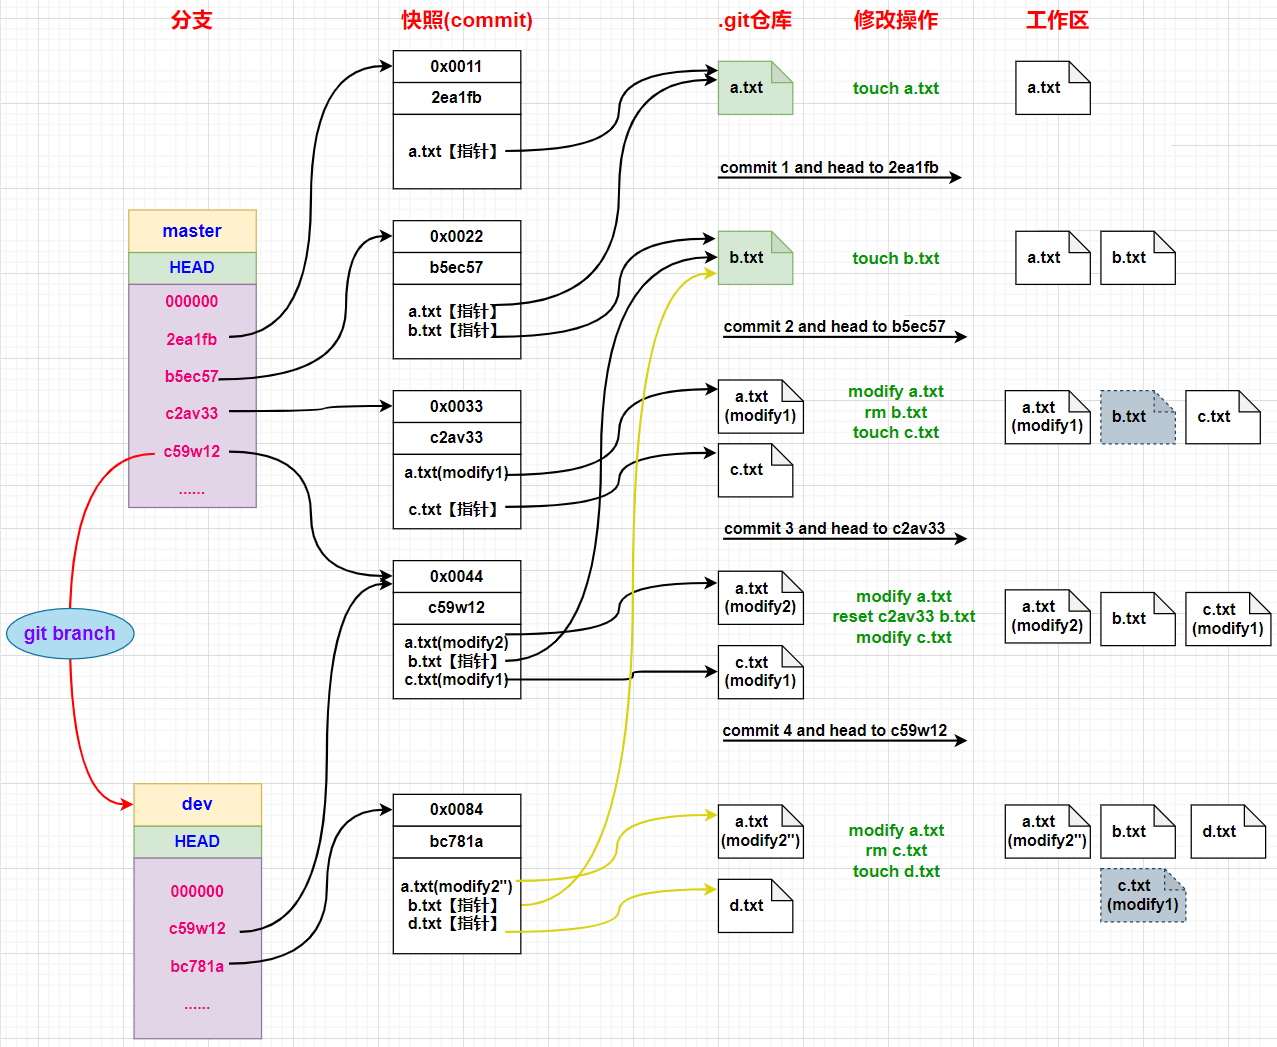 分支
快照(commit)
.git仓库
修改操作
工作区
0x0011
2ea1fb
a.txt【指针】
a.txt
touch a.txt
a.txt
commit 1 and head to 2ea1fb
master
HEAD
000000
2ea1fb
b5ec57
c2av33
c59w12
......
0x0022
b5ec57
a.txt【指针】
b.txt【指针】
b.txt
touch b.txt
a.txt
b.txt
commit 2 and head to b5ec57
0x0033
c2av33
a.txt(modify1)
c.txt【指针】
a.txt
(modify1)
c.txt
modify a.txt
rm b.txt
touch c.txt
a.txt
(modify1)
b.txt
c.txt
commit 3 and head to c2av33
0x0044
c59w12
a.txt(modify2)
b.txt【指针】
c.txt(modify1)
a.txt
(modify2)
c.txt
(modify1)
modify a.txt
reset c2av33 b.txt
modify c.txt
a.txt
(modify2)
b.txt
c.txt
(modify1)
commit 4 and head to c59w12
git branch
dev
HEAD
000000
c59w12
bc781a
......
0x0084
bc781a
a.txt(modify2")
b.txt【指针】
d.txt【指针】
a.txt
(modify2")
d.txt
modify a.txt
rm c.txt
touch d.txt
a.txt
(modify2")
b.txt
d.txt
c.txt
(modify1)